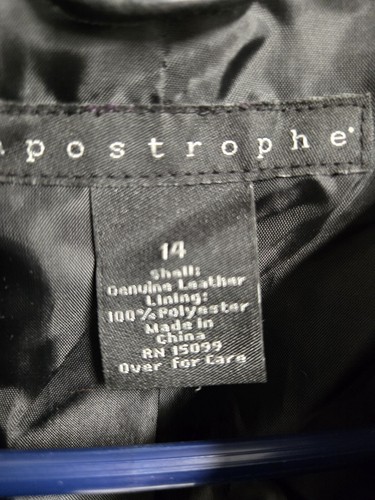 apostrophe
14
Shell:
Genuine Leather
Lining:
100% Polyester
Made in
China
RN 15099
Over for Care